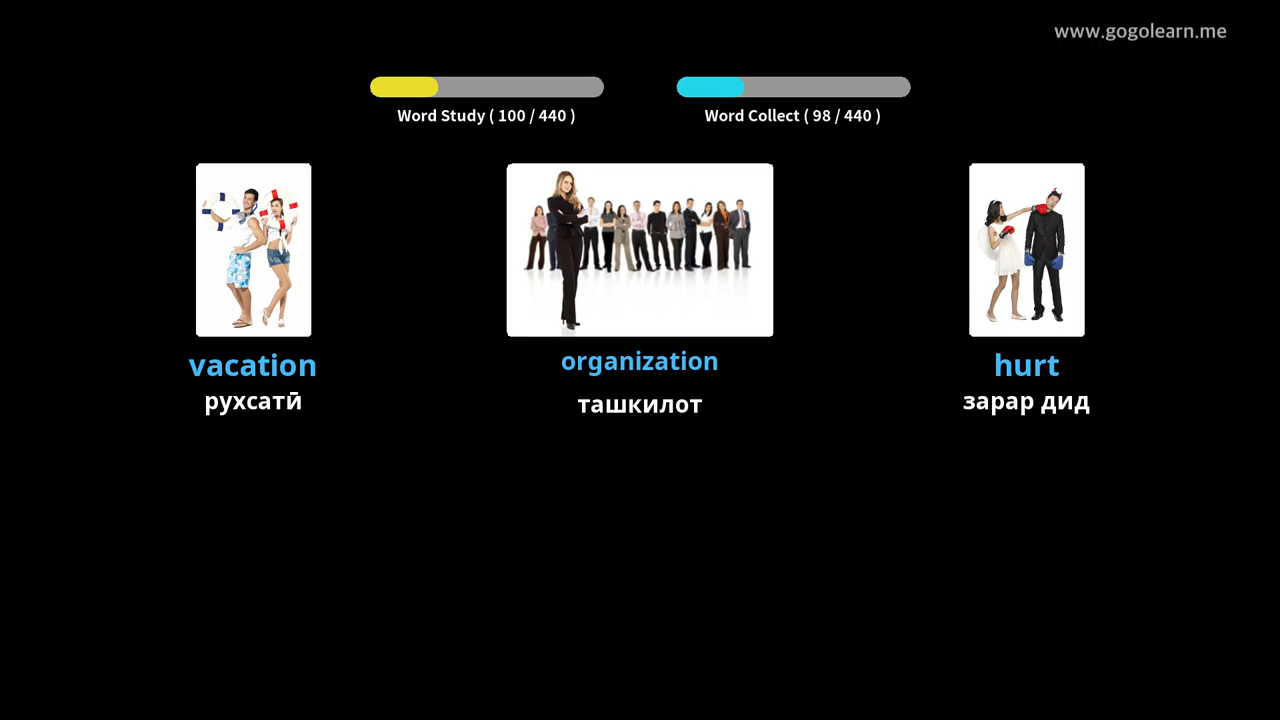 www.gogolearn.me
Word Study ( 100 / 440 )
Word Collect ( 98 / 440 )
vacation
organization
hurt
рухсатӣ
ташкилот
зарар дид